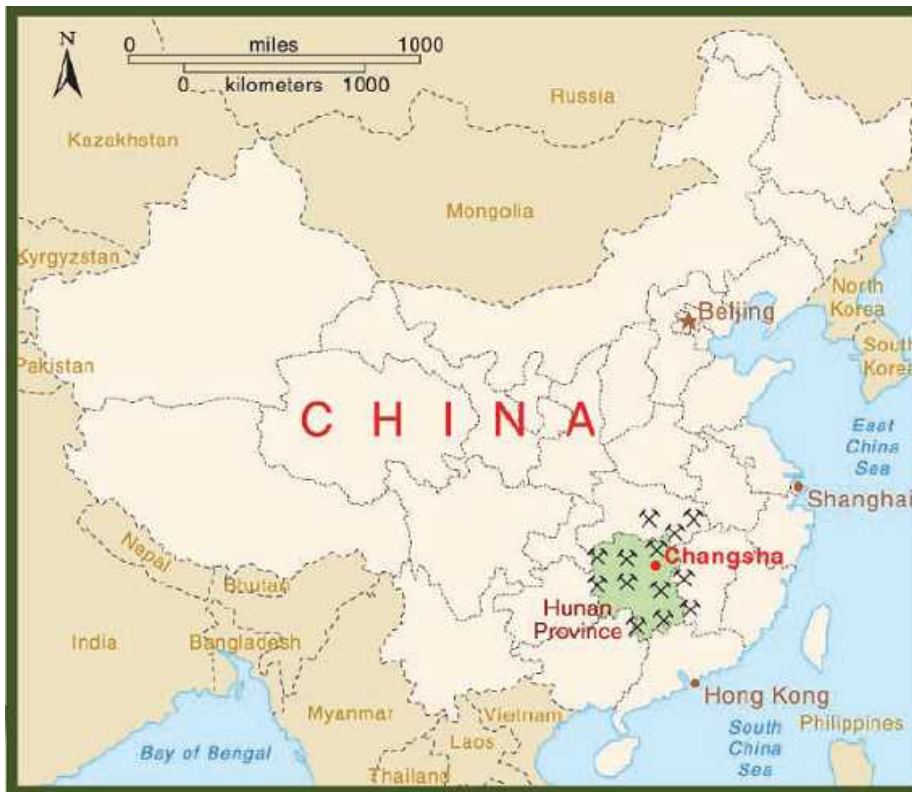 N
0 miles 1000
0 kilometers 1000
Russia
Kazakhstan
Mongolia
Kyrgyzstan
North
Korea
Beijing
South
Korea
Pakistan
CHINA
East
China
Sea
Shanghai
Changsha
Nepal
Bhutan
Hunan
Province
India
Bangladesh
Hong Kong
Myanmar
Vietnam
Philippines
South
China
Sea
Laos
Bay of Bengal
Thailand